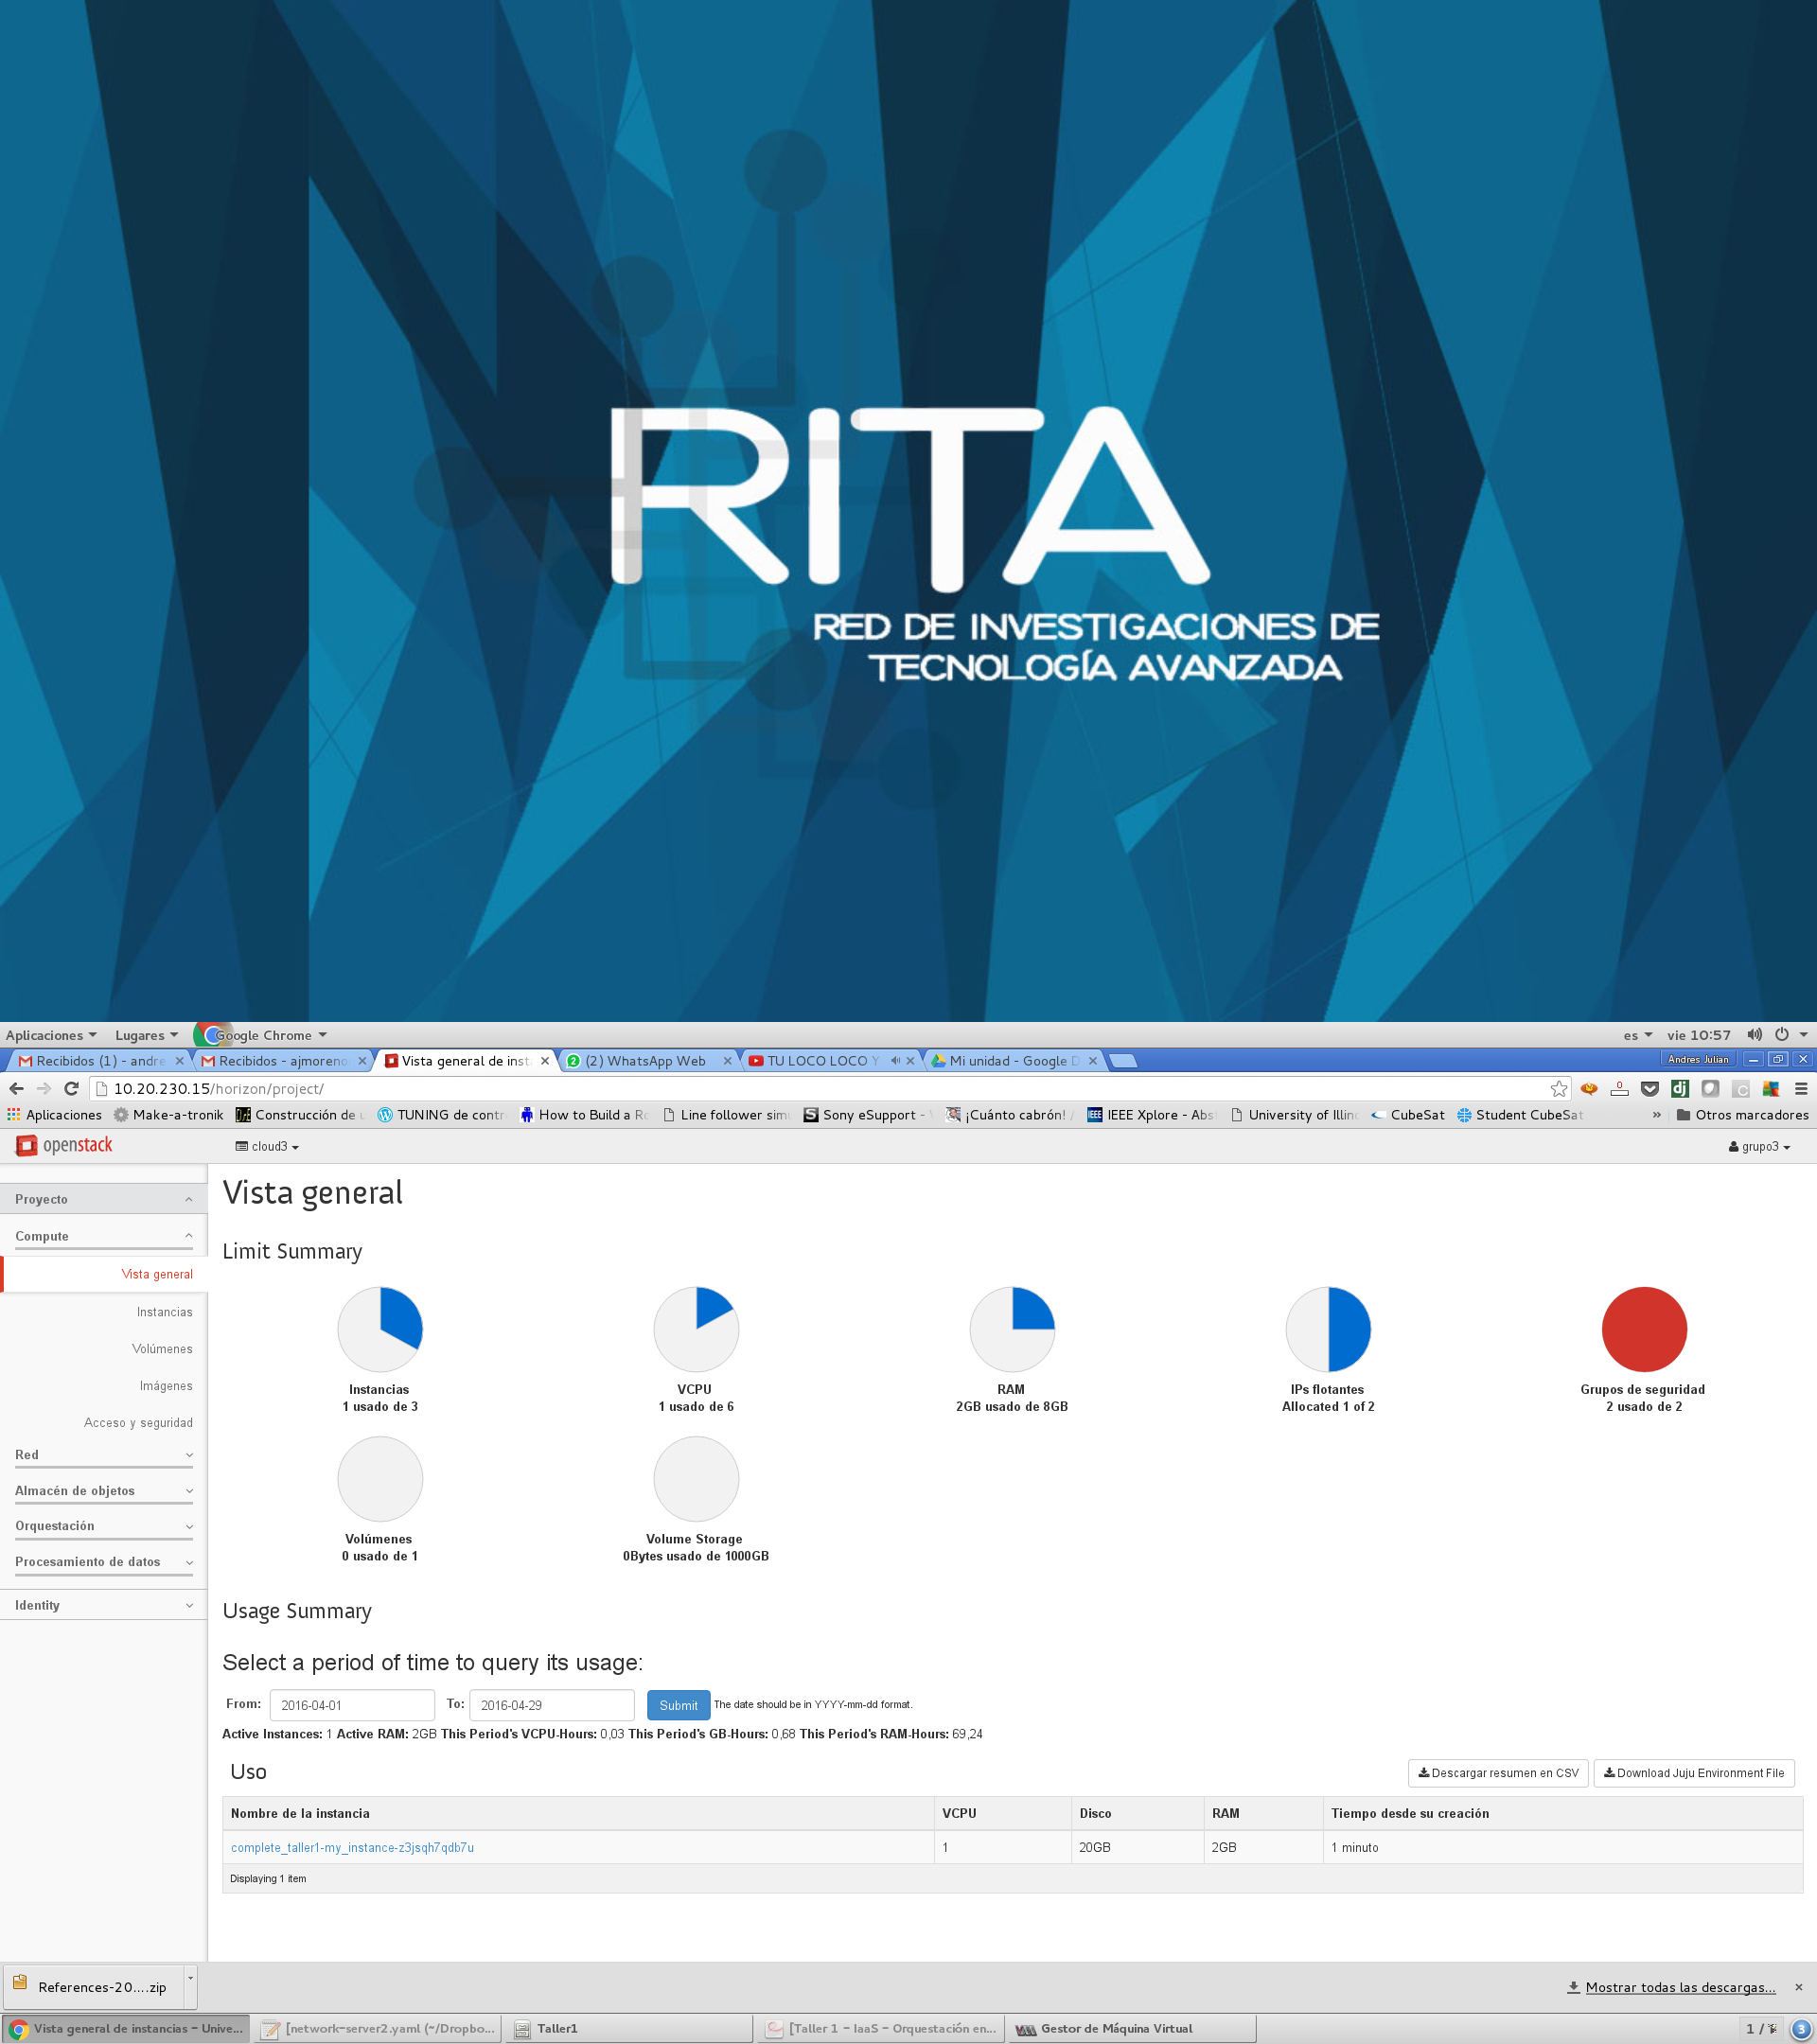 RiTA
RED DE INVESTIGACIONES DE
TECNOLOGÍA AVANZADA
Aplicaciones Lugares Google Chrome es vie 10:57
Recibidos (1) - andre Recibidos - ajmoreno Vista general de inst (2) WhatsApp Web TU LOCO LOCO Y Mi unidad - Google D Andres Julian
10.20.230.15/horizon/project/
Aplicaciones Make-a-tronik Construcción de u TUNING de contr How to Build a Ro Line follower simu Sony eSupport - ¡Cuánto cabrón! / IEEE Xplore - Abs University of Illin CubeSat Student CubeSat » Otros marcadores
openstack cloud3 grupo3
Proyecto
Compute
Vista general
Instancias
Volúmenes
Imágenes
Acceso y seguridad
Red
Almacén de objetos
Orquestación
Procesamiento de datos
Identity
Vista general
Limit Summary
Instancias
1 usado de 3
VCPU
1 usado de 6
RAM
2GB usado de 8GB
IPs flotantes
Allocated 1 of 2
Grupos de seguridad
2 usado de 2
Volúmenes
0 usado de 1
Volume Storage
0Bytes usado de 1000GB
Usage Summary
Select a period of time to query its usage:
From: 2016-04-01 To: 2016-04-29 Submit The date should be in YYYY-mm-dd format.
Active Instances: 1 Active RAM: 2GB This Period's VCPU-Hours: 0,03 This Period's GB-Hours: 0,68 This Period's RAM-Hours: 69,24
Uso Descargar resumen en CSV Download Juju Environment File
Nombre de la instancia VCPU Disco RAM Tiempo desde su creación
complete_taller1-my_instance-z3jsqh7qdb7u 1 20GB 2GB 1 minuto
Displaying 1 item
References-20....zip Mostrar todas las descargas...
Vista general de instancias - Unive... [network-server2.yaml (~/Dropbo... Taller1 [Taller 1 - IaaS - Orquestación en... Gestor de Máquina Virtual 1 / 3